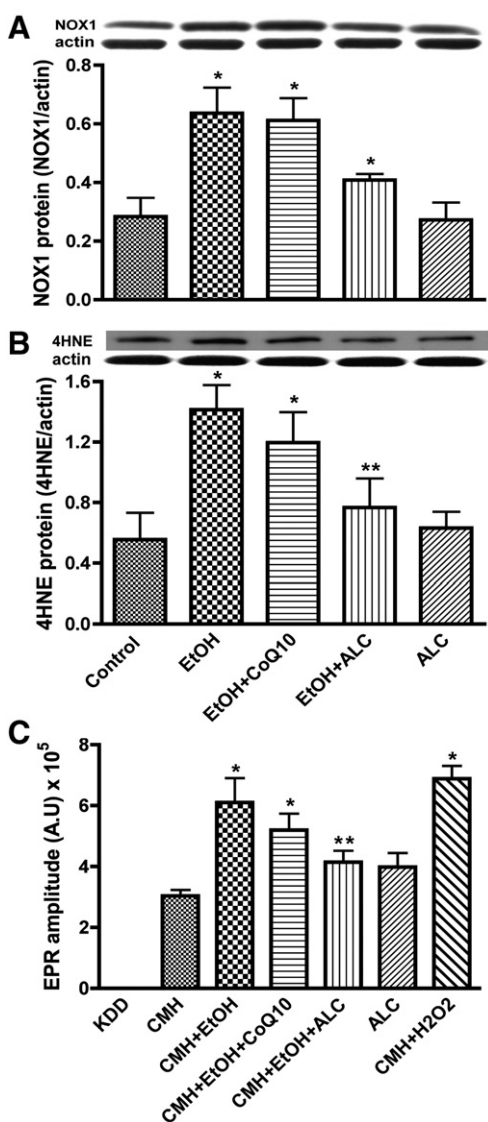 A
NOX1
actin
NOX1 protein (NOX1/actin)
0.8
0.6
0.4
0.2
0.0
*
*
*
B
4HNE
actin
4HNE protein (4HNE/actin)
1.6
1.2
0.8
0.4
0.0
*
*
**
Control
EtOH
EtOH+CoQ10
EtOH+ALC
ALC
C
EPR amplitude (A.U) x 10⁵
8
6
4
2
0
*
*
**
*
KDD
CMH
CMH+EtOH
CMH+EtOH+CoQ10
CMH+EtOH+ALC
ALC
CMH+H2O2